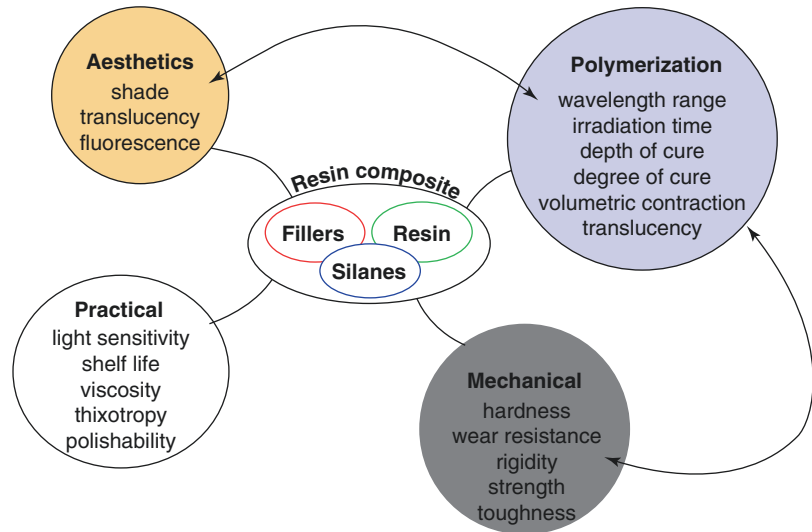 Aesthetics
shade
translucency
fluorescence
Polymerization
wavelength range
irradiation time
depth of cure
degree of cure
volumetric contraction
translucency
Resin composite
Fillers
Resin
Silanes
Practical
light sensitivity
shelf life
viscosity
thixotropy
polishability
Mechanical
hardness
wear resistance
rigidity
strength
toughness